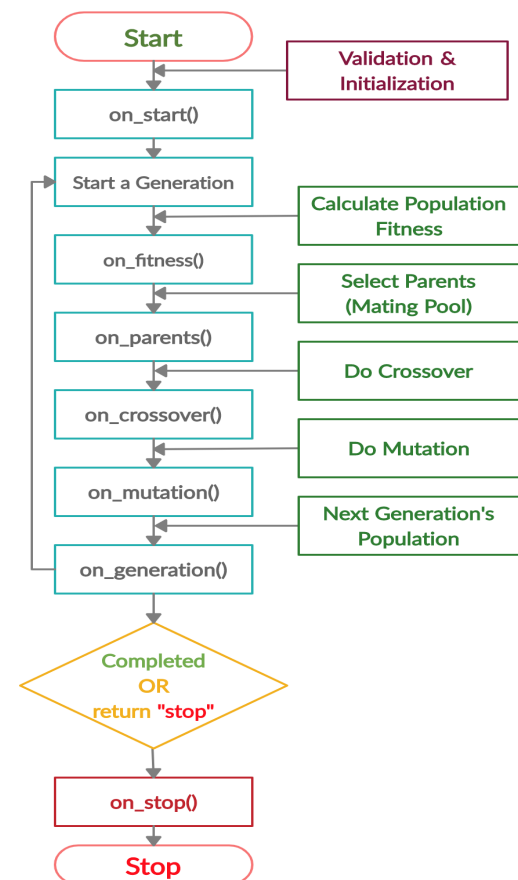 Start
Validation &
Initialization
on_start()
Start a Generation
Calculate Population
Fitness
on_fitness()
Select Parents
(Mating Pool)
on_parents()
Do Crossover
on_crossover()
Do Mutation
on_mutation()
Next Generation's
Population
on_generation()
Completed
OR
return "stop"
on_stop()
Stop